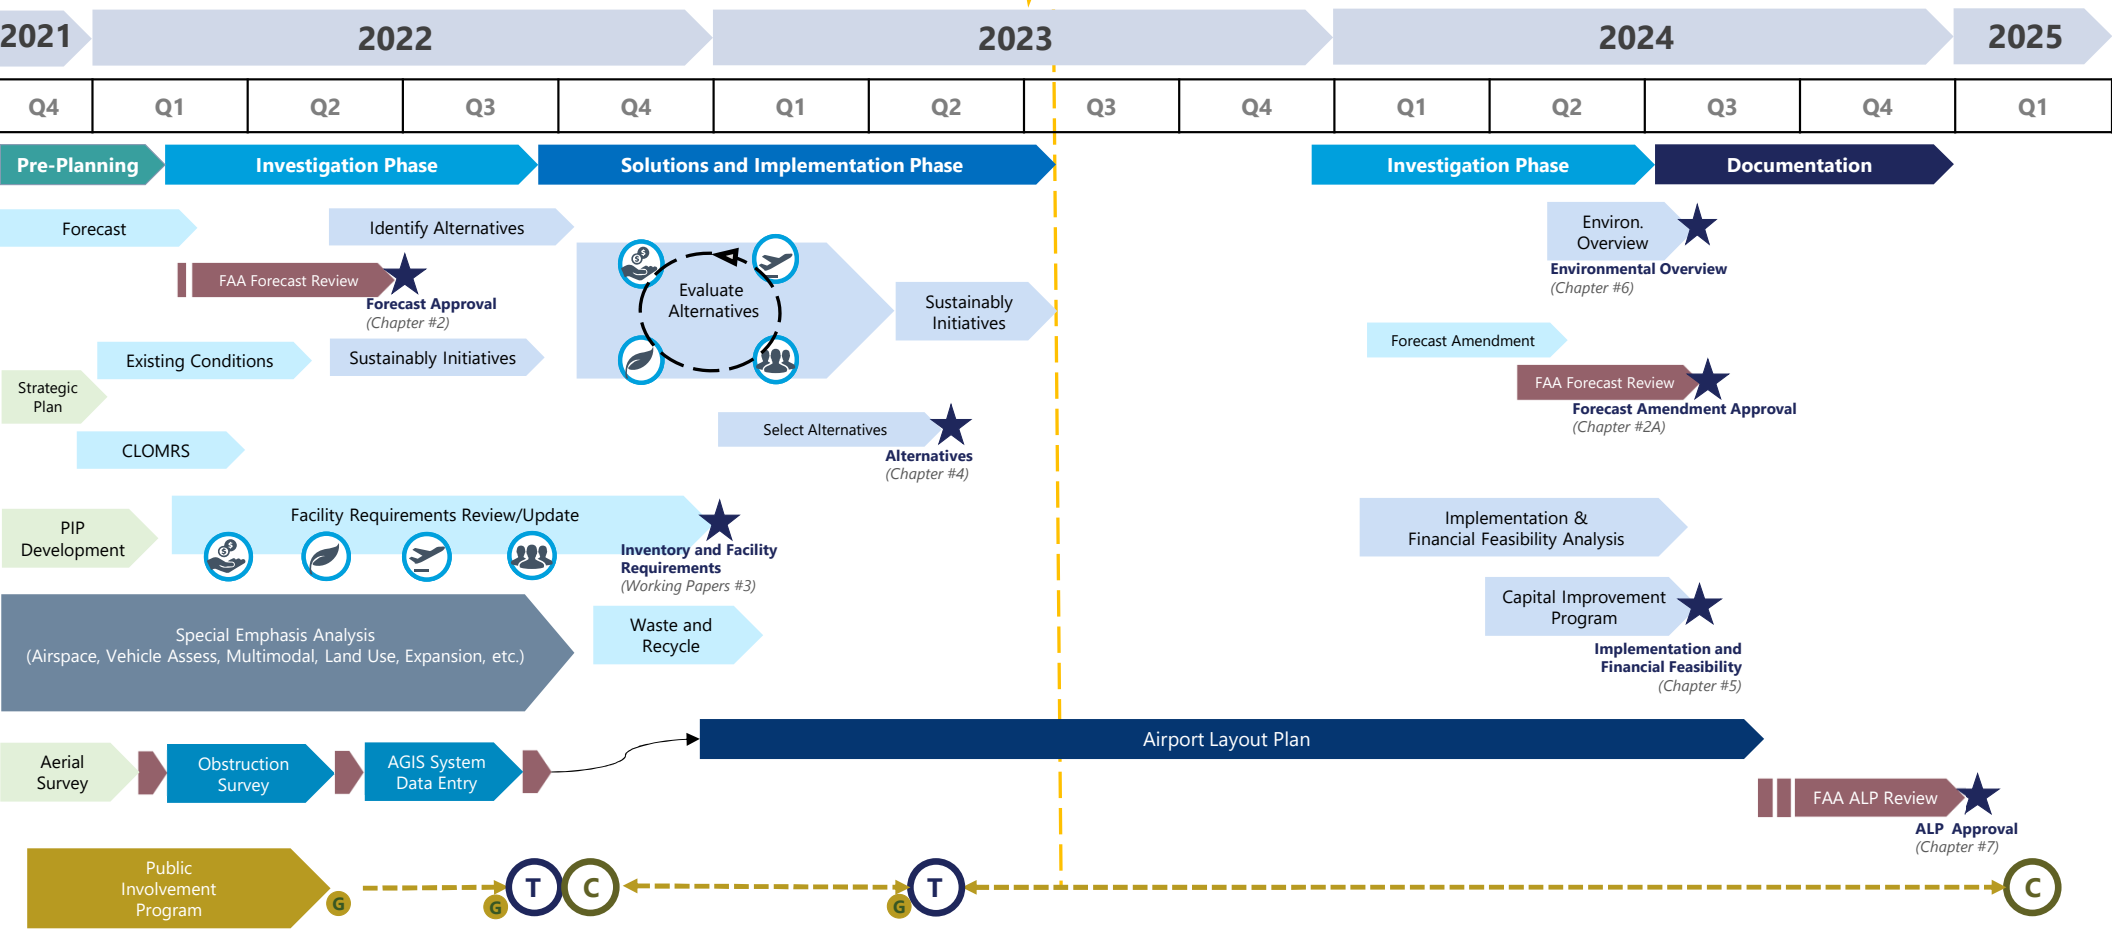 2021 2022 2023 2024 2025
Q4 Q1 Q2 Q3 Q4 Q1 Q2 Q3 Q4 Q1 Q2 Q3 Q4 Q1
Pre-Planning Investigation Phase Solutions and Implementation Phase Investigation Phase Documentation
Forecast
Identify Alternatives
FAA Forecast Review
Forecast Approval
(Chapter #2)
Evaluate
Alternatives
Sustainably
Initiatives
Environ.
Overview
Environmental Overview
(Chapter #6)
Existing Conditions
Sustainably Initiatives
Forecast Amendment
Strategic
Plan
FAA Forecast Review
Forecast Amendment Approval
(Chapter #2A)
CLOMRS
Select Alternatives
Alternatives
(Chapter #4)
PIP
Development
Facility Requirements Review/Update
Inventory and Facility
Requirements
(Working Papers #3)
Implementation &
Financial Feasibility Analysis
Special Emphasis Analysis
(Airspace, Vehicle Assess, Multimodal, Land Use, Expansion, etc.)
Waste and
Recycle
Capital Improvement
Program
Implementation and
Financial Feasibility
(Chapter #5)
Aerial
Survey
Obstruction
Survey
AGIS System
Data Entry
Airport Layout Plan
FAA ALP Review
ALP Approval
(Chapter #7)
Public
Involvement
Program
G
G
T
C
G
T
C